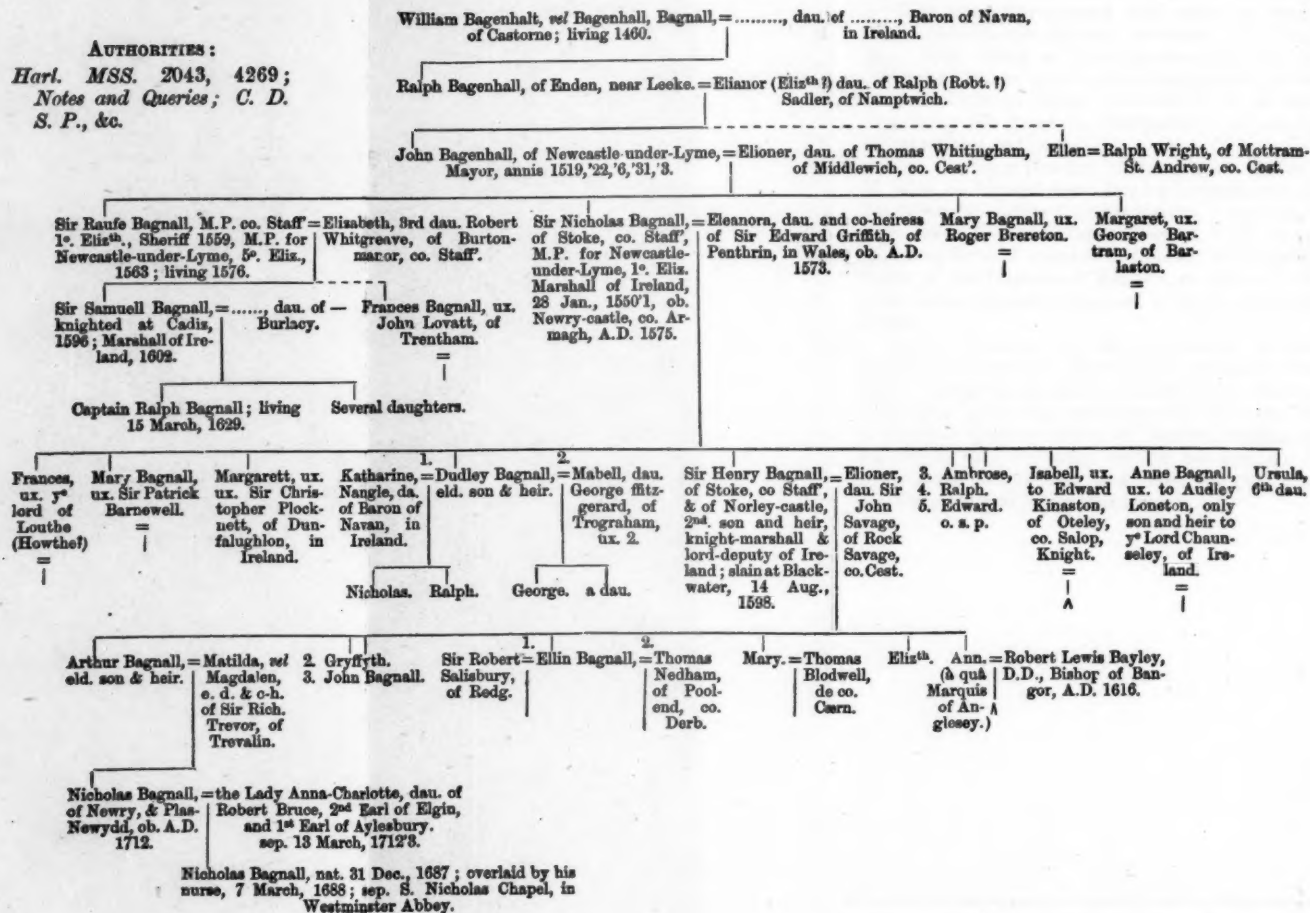 AUTHORITIES :
Harl. MSS. 2043, 4269 ;
Notes and Queries; C. D.
S. P., &c.
William Bagenhalt, vel Bagenhall, Bagnall, = ………, dau. of ………, Baron of Navan,
of Castorne; living 1460.
in Ireland.
Ralph Bagenhall, of Enden, near Leeke. = Elianor (Elizth ?) dau. of Ralph (Robt. ?)
Sadler, of Namptwich.
John Bagenhall, of Newcastle-under-Lyme, = Elioner, dau. of Thomas Whitingham,
Mayor, annis 1519,'22,'6,'31,'3.
of Middlewich, co. Cest'.
Ellen = Ralph Wright, of Mottram-
St. Andrew, co. Cest.
Sir Raufe Bagnall, M.P. co. Staff'
1o. Elizth., Sheriff 1559, M.P. for
Newcastle-under-Lyme, 5o. Eliz.,
1563 ; living 1576.
= Elisabeth, 3rd dau. Robert
Whitgreave, of Burton-
manor, co. Staff'.
Sir Nicholas Bagnall,
of Stoke, co. Staff',
M.P. for Newcastle-
under-Lyme, 1o. Eliz.
Marshall of Ireland,
28 Jan., 1550'1, ob.
Newry-castle, co. Ar-
magh, A.D. 1575.
= Eleanora, dau. and co-heiress
of Sir Edward Griffith, of
Penthrin, in Wales, ob. A.D.
1573.
Mary Bagnall, ux.
Roger Brereton.
=
Margaret, ux.
George Bar-
tram, of Bar-
laston.
=
Sir Samuell Bagnall,
knighted at Cadiz,
1596 ; Marshall of Ire-
land, 1602.
= ……, dau. of —
Burlacy.
Frances Bagnall, ux.
John Lovatt, of
Trentham.
=
Captain Ralph Bagnall ; living
15 March, 1629.
Several daughters.
Frances,
ux. ye
lord of
Louthe
(Howthe?)
=
Mary Bagnall,
ux. Sir Patrick
Barnewell.
=
Margarett, ux.
ux. Sir Chris-
topher Plock-
nett, of Dun-
falughlon, in
Ireland.
Katharine,
Nangle, da.
of Baron of
Navan, in
Ireland.
1.
= Dudley Bagnall,
eld. son & heir.
2.
= Mabell, dau.
George ffitz-
gerard, of
Trograham,
ux. 2.
Sir Henry Bagnall,
of Stoke, co Staff',
& of Norley-castle,
2nd. son and heir,
knight-marshall &
lord-deputy of Ire-
land ; slain at Black-
water, 14 Aug.,
1598.
= Elioner,
dau. Sir
John
Savage,
of Rock
Savage,
co. Cest.
3. Ambrose,
4. Ralph.
5. Edward.
o. s. p.
Isabell, ux.
to Edward
Kinaston,
of Oteley,
co. Salop,
Knight.
=
Anne Bagnall,
ux. to Audley
Loneton, only
son and heir to
ye Lord Chaun-
seley, of Ire-
land.
=
Ursula,
6th dau.
Nicholas. Ralph.
George. a dau.
Arthur Bagnall,
eld. son & heir.
= Matilda, vel
Magdalen,
e. d. & c-h.
of Sir Rich.
Trevor, of
Trevalin.
2. Gryffyth.
3. John Bagnall.
Sir Robert
Salisbury,
of Redg.
1.
= Ellin Bagnall,
2.
= Thomas
Nedham,
of Pool-
end, co.
Derb.
Mary. = Thomas
Blodwell,
de co.
Cærn.
Elizth.
Ann.
(à quâ
Marquis
of An-
glesey.)
= Robert Lewis Bayley,
D.D., Bishop of Ban-
gor, A.D. 1616.
Nicholas Bagnall,
of Newry, & Plas-
Newydd, ob. A.D.
1712.
= the Lady Anna-Charlotte, dau. of
Robert Bruce, 2nd Earl of Elgin,
and 1st Earl of Aylesbury.
sep. 13 March, 1712'3.
Nicholas Bagnall, nat. 31 Dec., 1687 ; overlaid by his
nurse, 7 March, 1688 ; sep. S. Nicholas Chapel, in
Westminster Abbey.